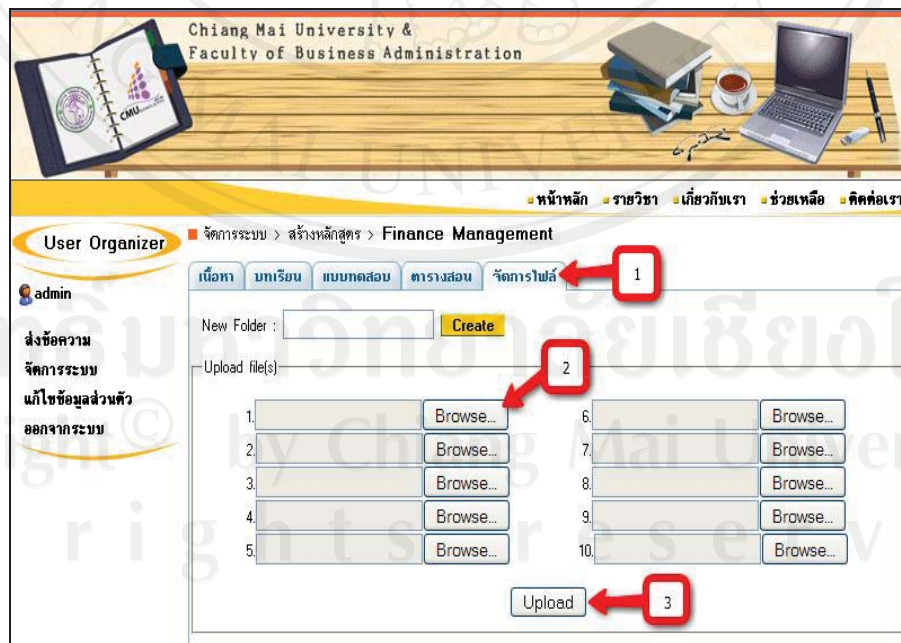 Chiang Mai University &
Faculty of Business Administration
CMU
หน้าหลัก รายวิชา เกี่ยวกับเรา ช่วยเหลือ ติดต่อเรา
User Organizer
admin
ส่งข้อความ
จัดการระบบ
แก้ไขข้อมูลส่วนตัว
ออกจากระบบ
จัดการระบบ > สร้างหลักสูตร > Finance Management
เนื้อหา บทเรียน แบบทดสอบ ตารางสอน จัดการไฟล์ 1
New Folder : Create
Upload file(s) 2
1. Browse... 6. Browse...
2. Browse... 7. Browse...
3. Browse... 8. Browse...
4. Browse... 9. Browse...
5. Browse... 10. Browse...
Upload 3
by Chiang Mai Univer
rights reserv